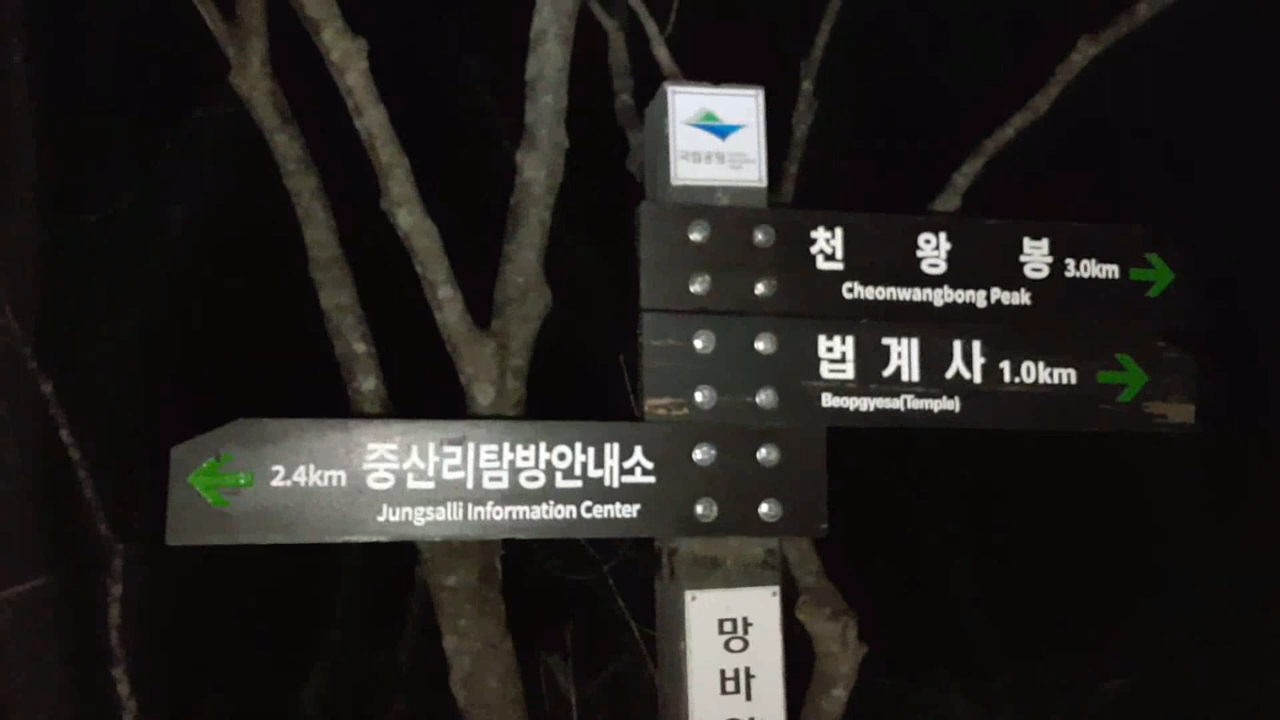 국립공원
천 왕 봉 3.0km
Cheonwangbong Peak
법 계 사 1.0km
Beopgyesa(Temple)
2.4km 중산리탐방안내소
Jungsalli Information Center
망
바